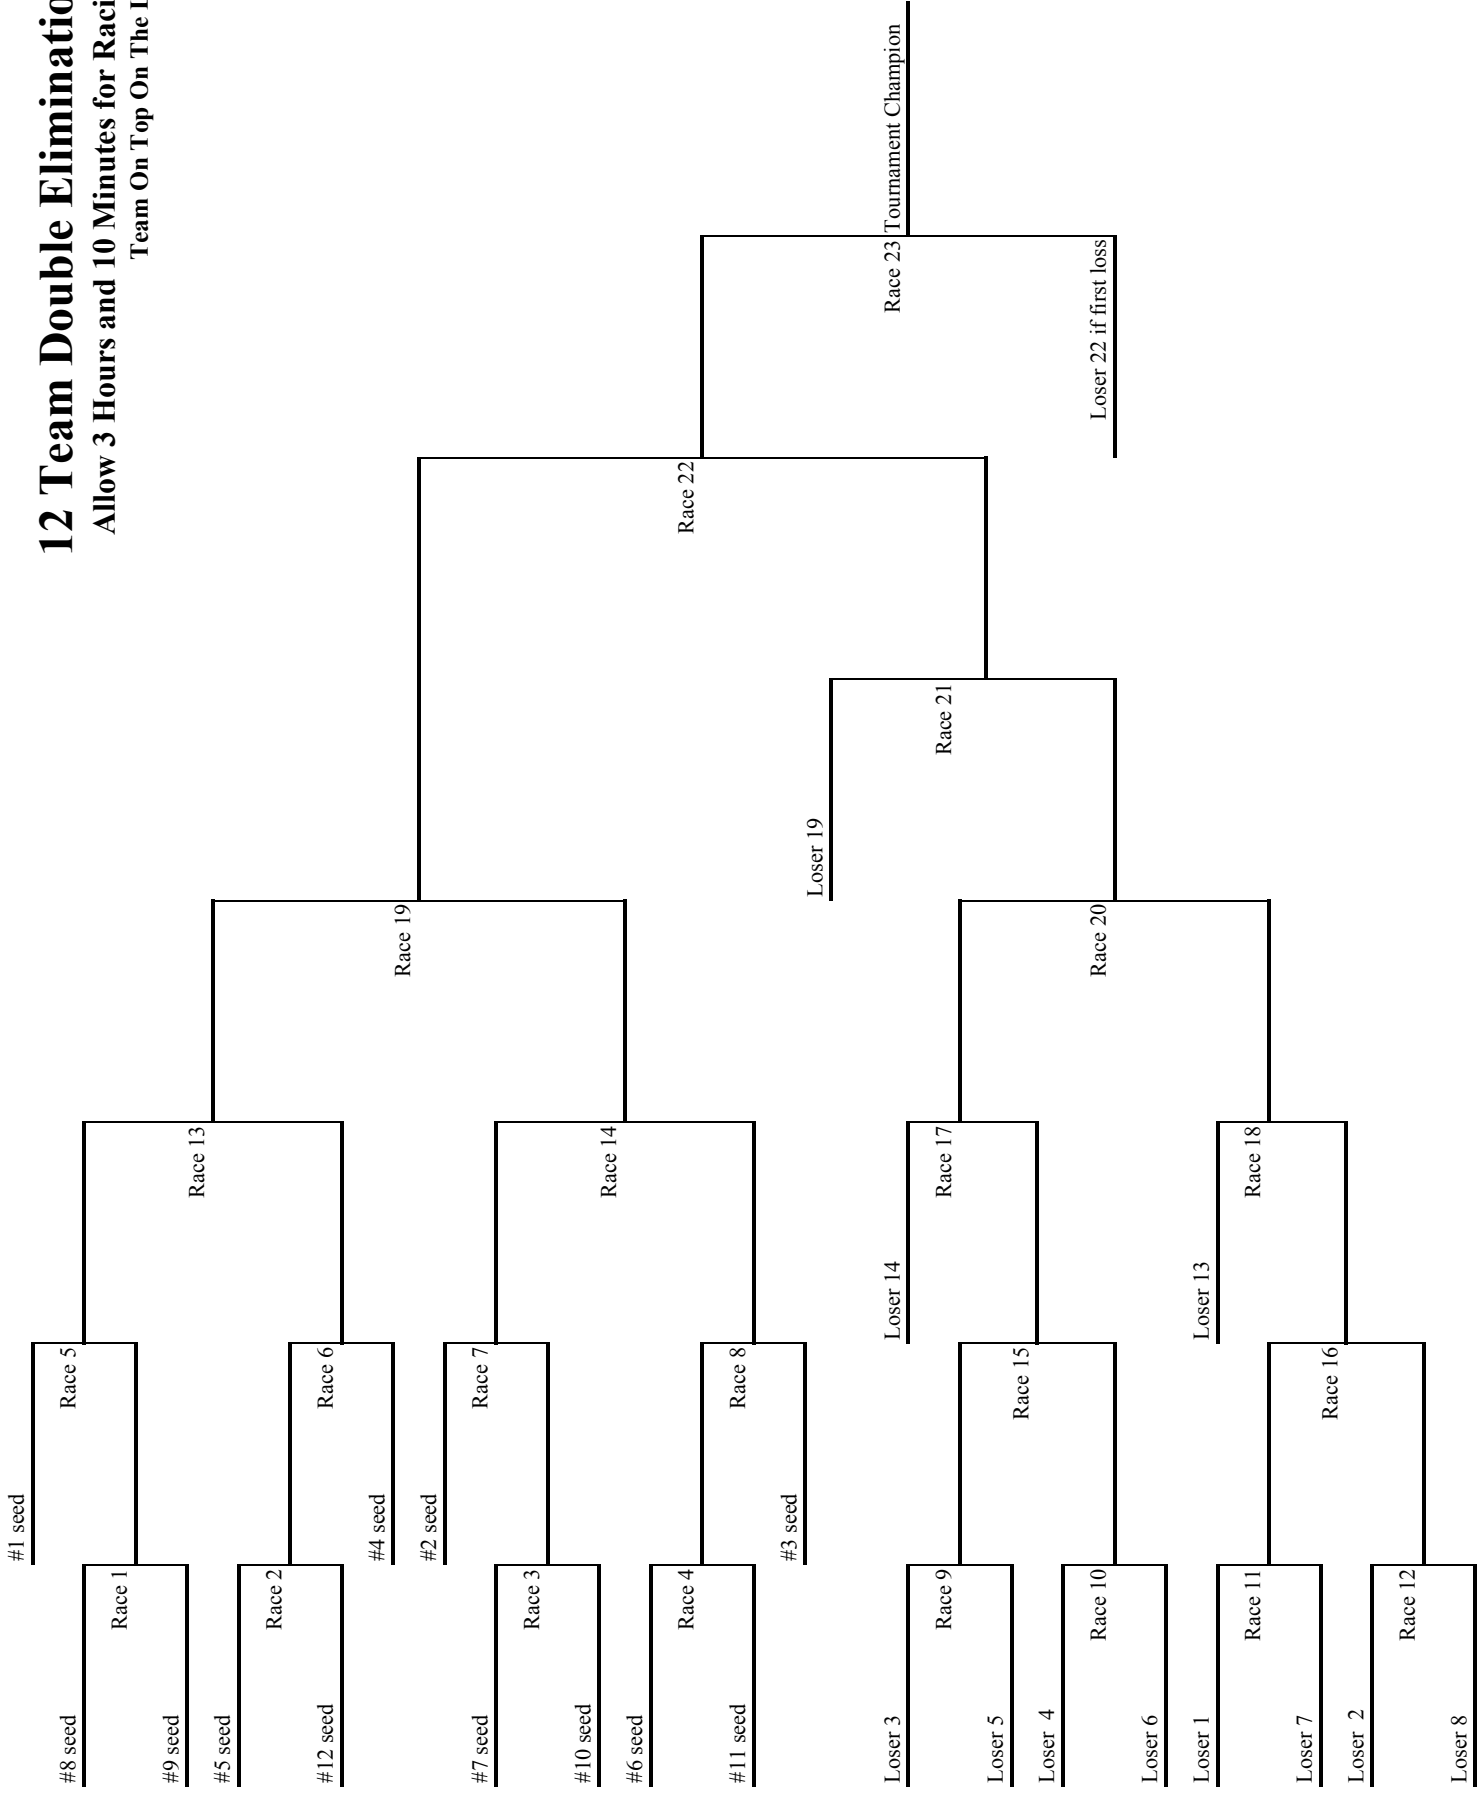 12 Team Double Eliminatio
Allow 3 Hours and 10 Minutes for Raci
Team On Top On The
#1 seed
Race 5
#8 seed
Race 1
#9 seed
Race 13
#5 seed
Race 2
#12 seed
Race 6
#4 seed
Race 19
#2 seed
Race 7
#7 seed
Race 3
#10 seed
Race 14
#6 seed
Race 4
#11 seed
Race 8
#3 seed
Race 22
Loser 19
Race 21
Race 23
Tournament Champion
Loser 22 if first loss
Loser 14
Race 17
Loser 3
Race 9
Loser 5
Race 15
Loser 4
Race 10
Loser 6
Race 20
Loser 13
Race 18
Loser 1
Race 11
Loser 7
Race 16
Loser 2
Race 12
Loser 8